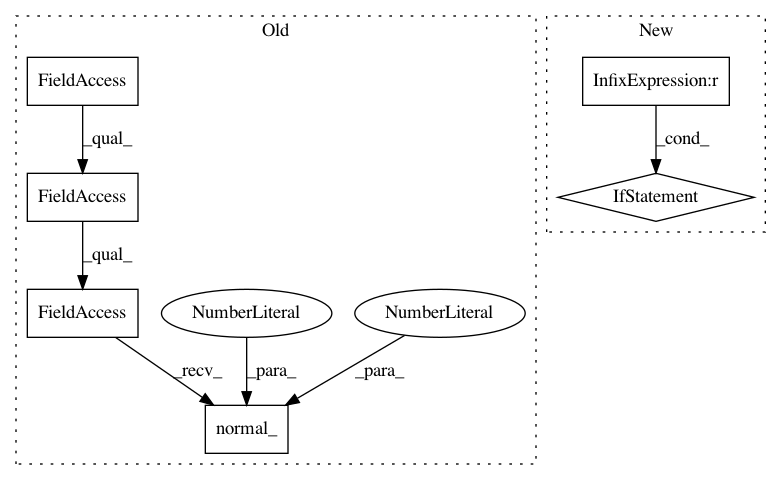 Old
New
FieldAccess
InfixExpression:r
_qual_
_cond_
FieldAccess
IfStatement
_qual_
FieldAccess
NumberLiteral
NumberLiteral
_recv_
_para_
_para_
normal_